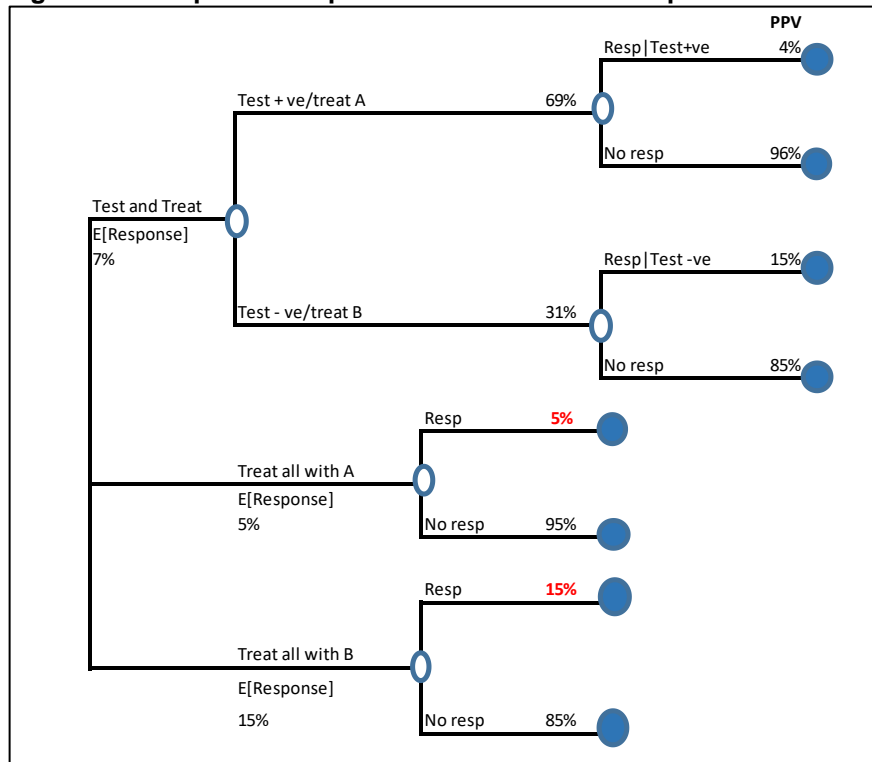 PPV
Resp|Test+ve 4%
Test + ve/treat A 69%
No resp 96%
Test and Treat
E[Response]
7%
Resp|Test -ve 15%
Test - ve/treat B 31%
No resp 85%
Resp 5%
Treat all with A
E[Response]
5%
No resp 95%
Resp 15%
Treat all with B
E[Response]
15%
No resp 85%